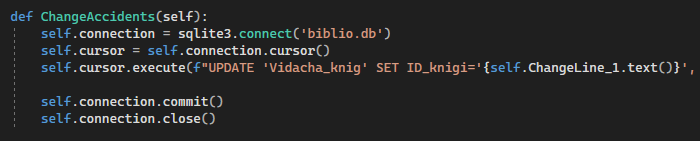 def ChangeAccidents(self):
self.connection = sqlite3.connect('biblio.db')
self.cursor = self.connection.cursor()
self.cursor.execute(f"UPDATE 'Vidacha_knig' SET ID_knigi='{self.ChangeLine_1.text()}',
self.connection.commit()
self.connection.close()